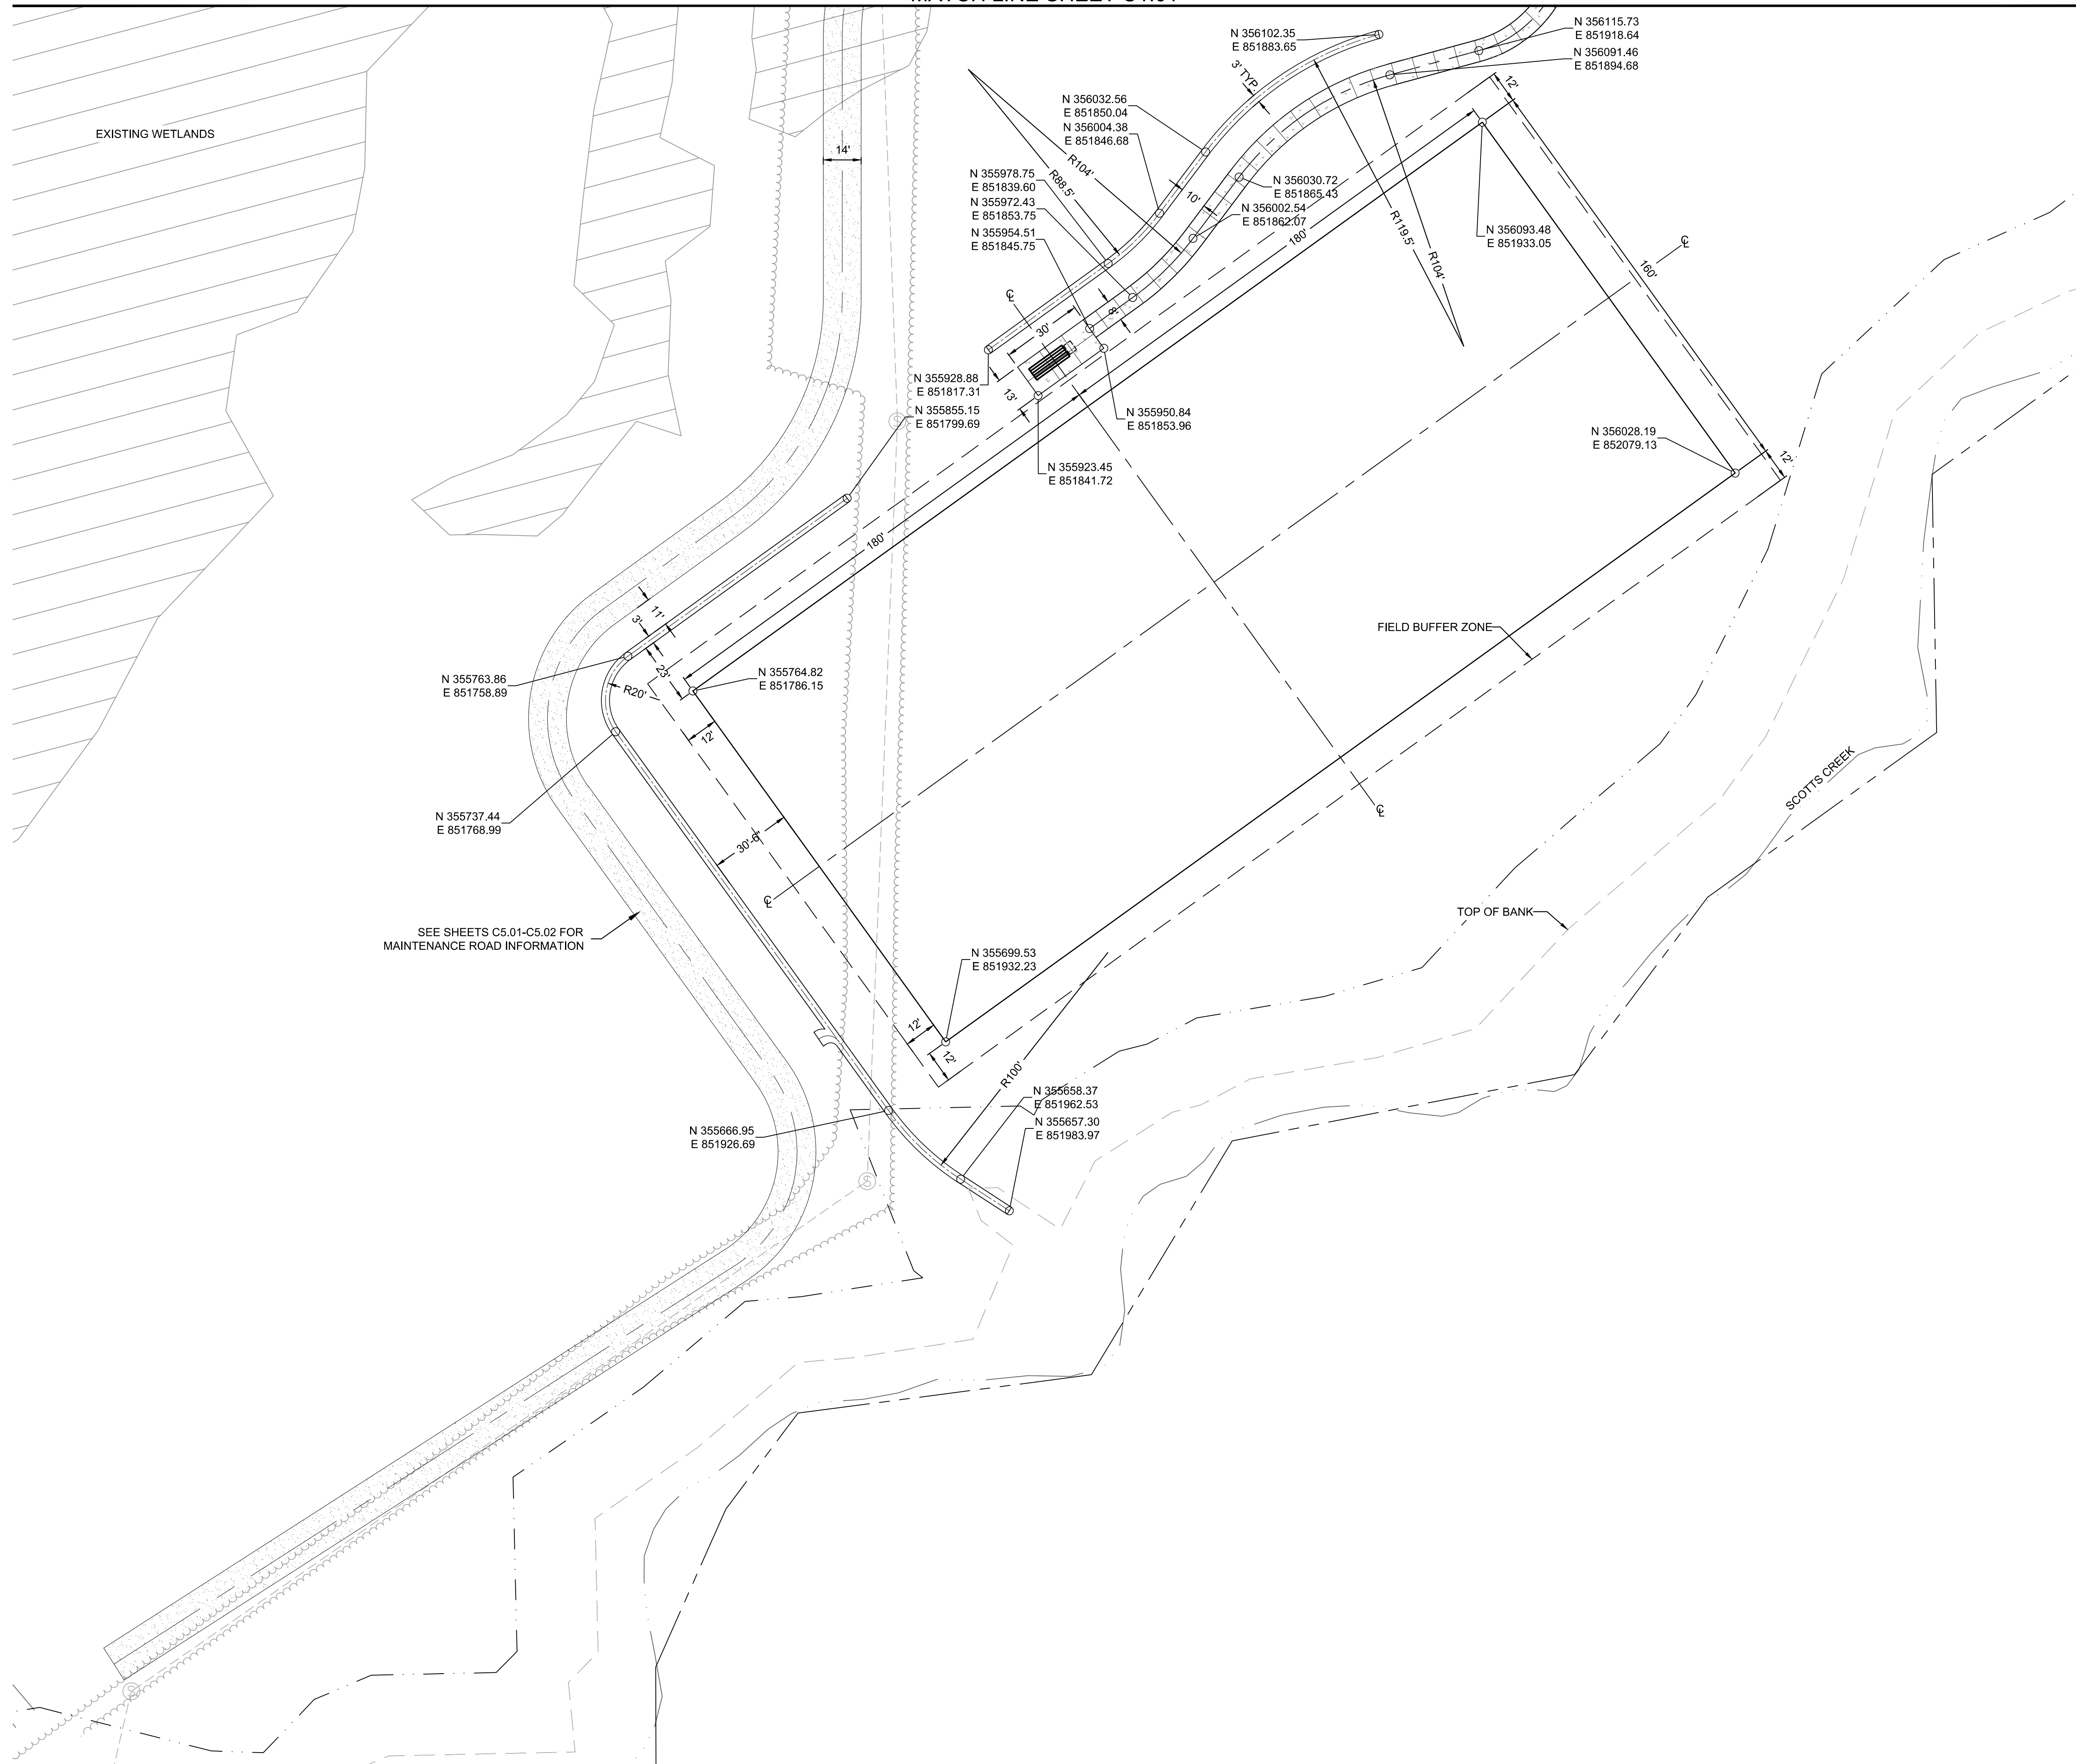 N 356102.35
E 851883.65
N 356115.73
E 851918.64
N 356091.46
E 851894.68
3' TYP.
12'
N 356032.56
E 851850.04
N 356004.38
E 851846.68
EXISTING WETLANDS
14'
R104'
R88.5'
N 355978.75
E 851839.60
N 355972.43
E 851853.75
N 355954.51
E 851845.75
10'
N 356030.72
E 851865.43
N 356002.54
E 851862.07
180'
R119.5'
R104'
N 356093.48
E 851933.05
160'
℄
℄
30'
8'
13'
N 355928.88
E 851817.31
N 355855.15
E 851799.69
S
N 355950.84
E 851853.96
N 355923.45
E 851841.72
N 356028.19
E 852079.13
12'
180'
11'
3'
23'
R20'
N 355763.86
E 851758.89
N 355764.82
E 851786.15
12'
FIELD BUFFER ZONE
N 355737.44
E 851768.99
30'-6"
SCOTTS CREEK
℄
℄
SEE SHEETS C5.01-C5.02 FOR
MAINTENANCE ROAD INFORMATION
TOP OF BANK
N 355699.53
E 851932.23
12'
12'
R100'
N 355658.37
E 851962.53
N 355657.30
E 851983.97
N 355666.95
E 851926.69
S
S